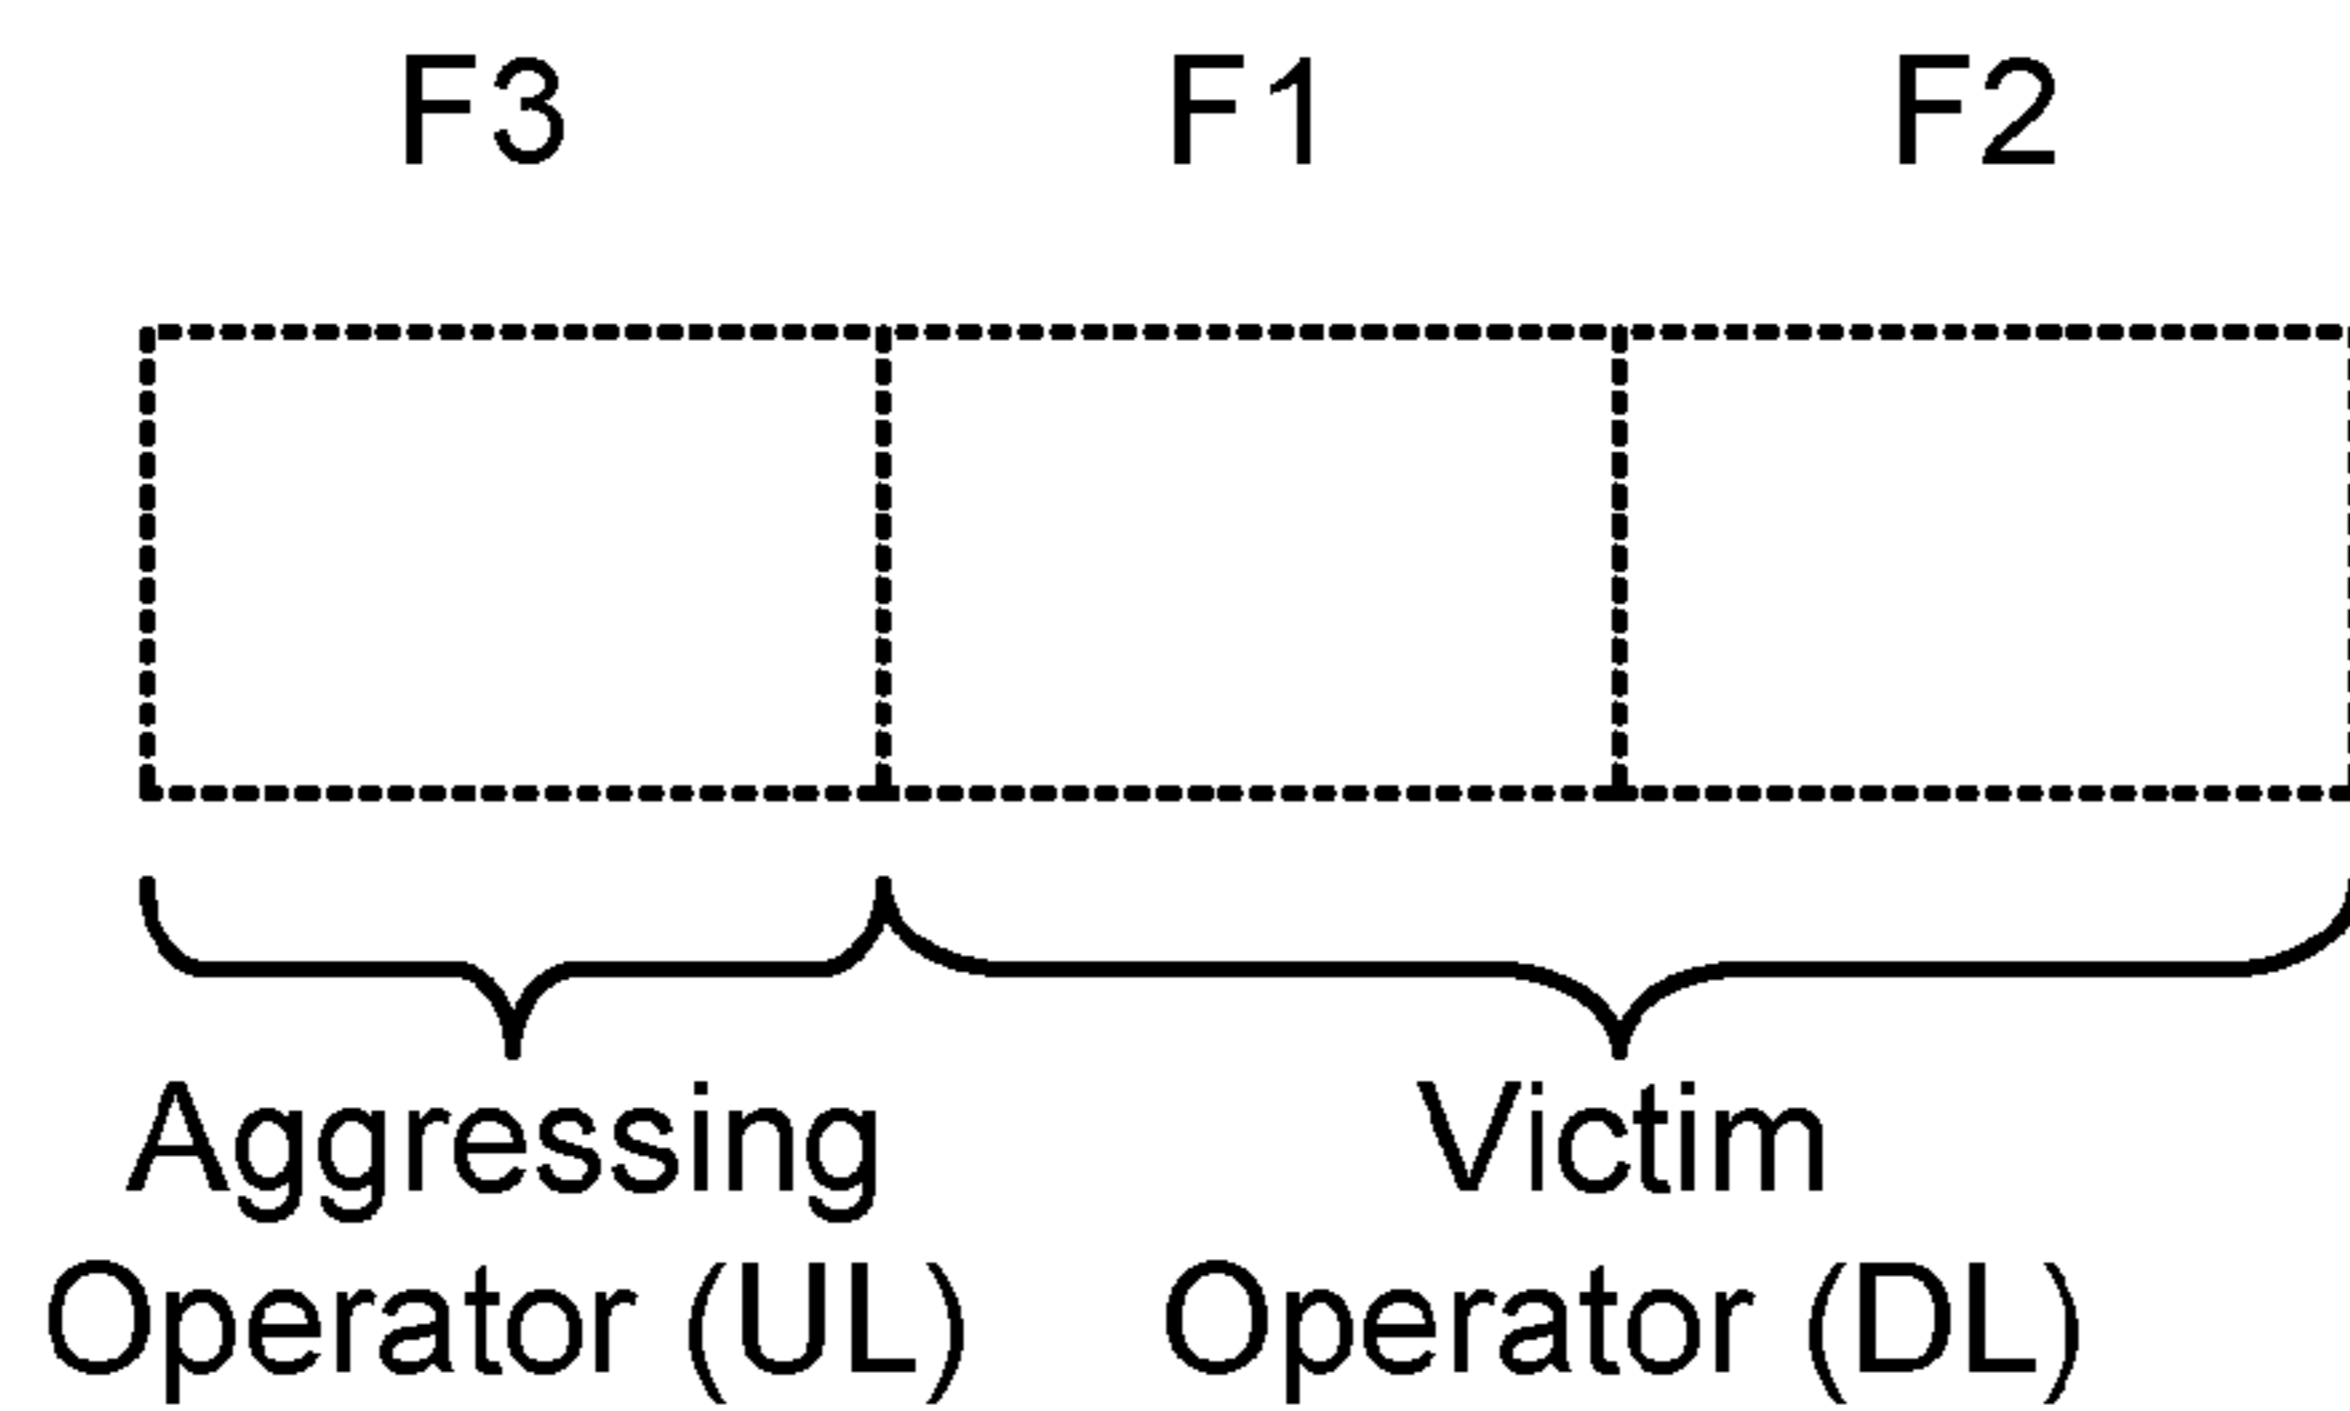 F3 F1 F2
Aggressing Victim
Operator (UL) Operator (DL)